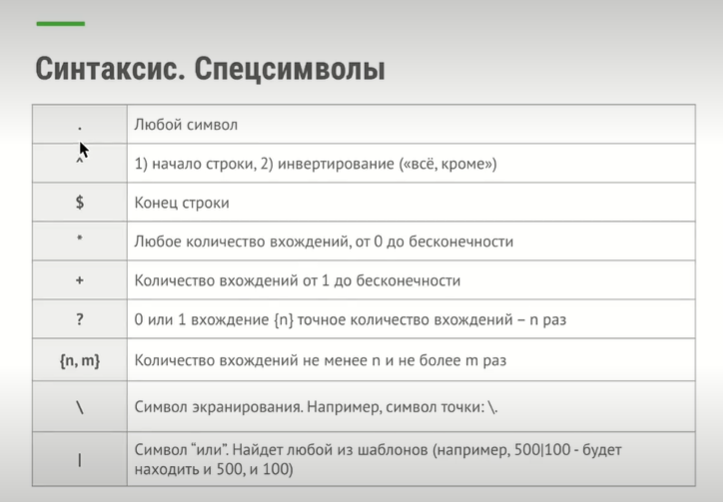 Синтаксис. Спецсимволы
. Любой символ
^ 1) начало строки, 2) инвертирование («всё, кроме»)
$ Конец строки
* Любое количество вхождений, от 0 до бесконечности
+ Количество вхождений от 1 до бесконечности
? 0 или 1 вхождение {n} точное количество вхождений – n раз
{n, m} Количество вхождений не менее n и не более m раз
\ Символ экранирования. Например, символ точки: \.
| Символ "или". Найдет любой из шаблонов (например, 500|100 - будет
находить и 500, и 100)